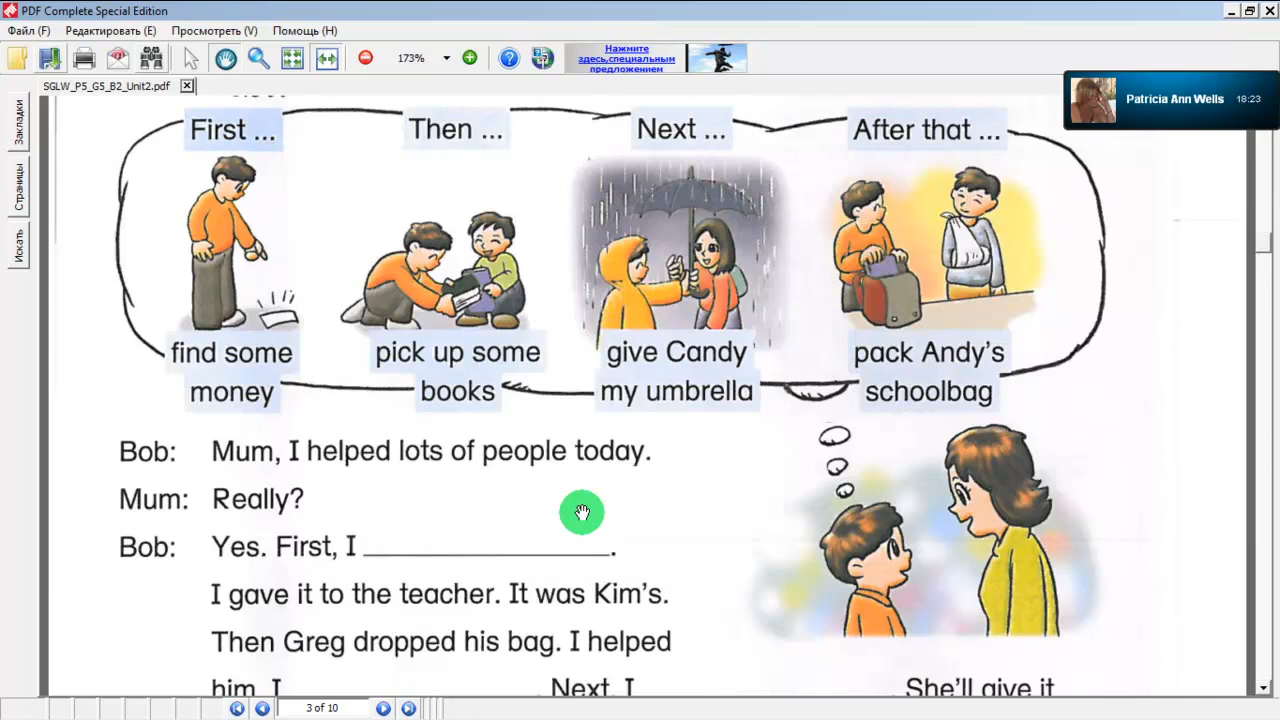 PDF Complete Special Edition
Файл (F) Редактировать (E) Просмотреть (V) Помощь (H)
173%
Нажмите
здесь,специальным
предложением
SGLW_P5_G5_B2_Unit2.pdf
Patricia Ann Wells 18:23
Закладки
Страницы
Искать
First ... Then ... Next ... After that ...
find some pick up some give Candy pack Andy's
money books my umbrella schoolbag
Bob: Mum, I helped lots of people today.
Mum: Really?
Bob: Yes. First, I ____________.
I gave it to the teacher. It was Kim's.
Then Greg dropped his bag. I helped
him. I ____________. Next, I ____________. She'll give it
3 of 10